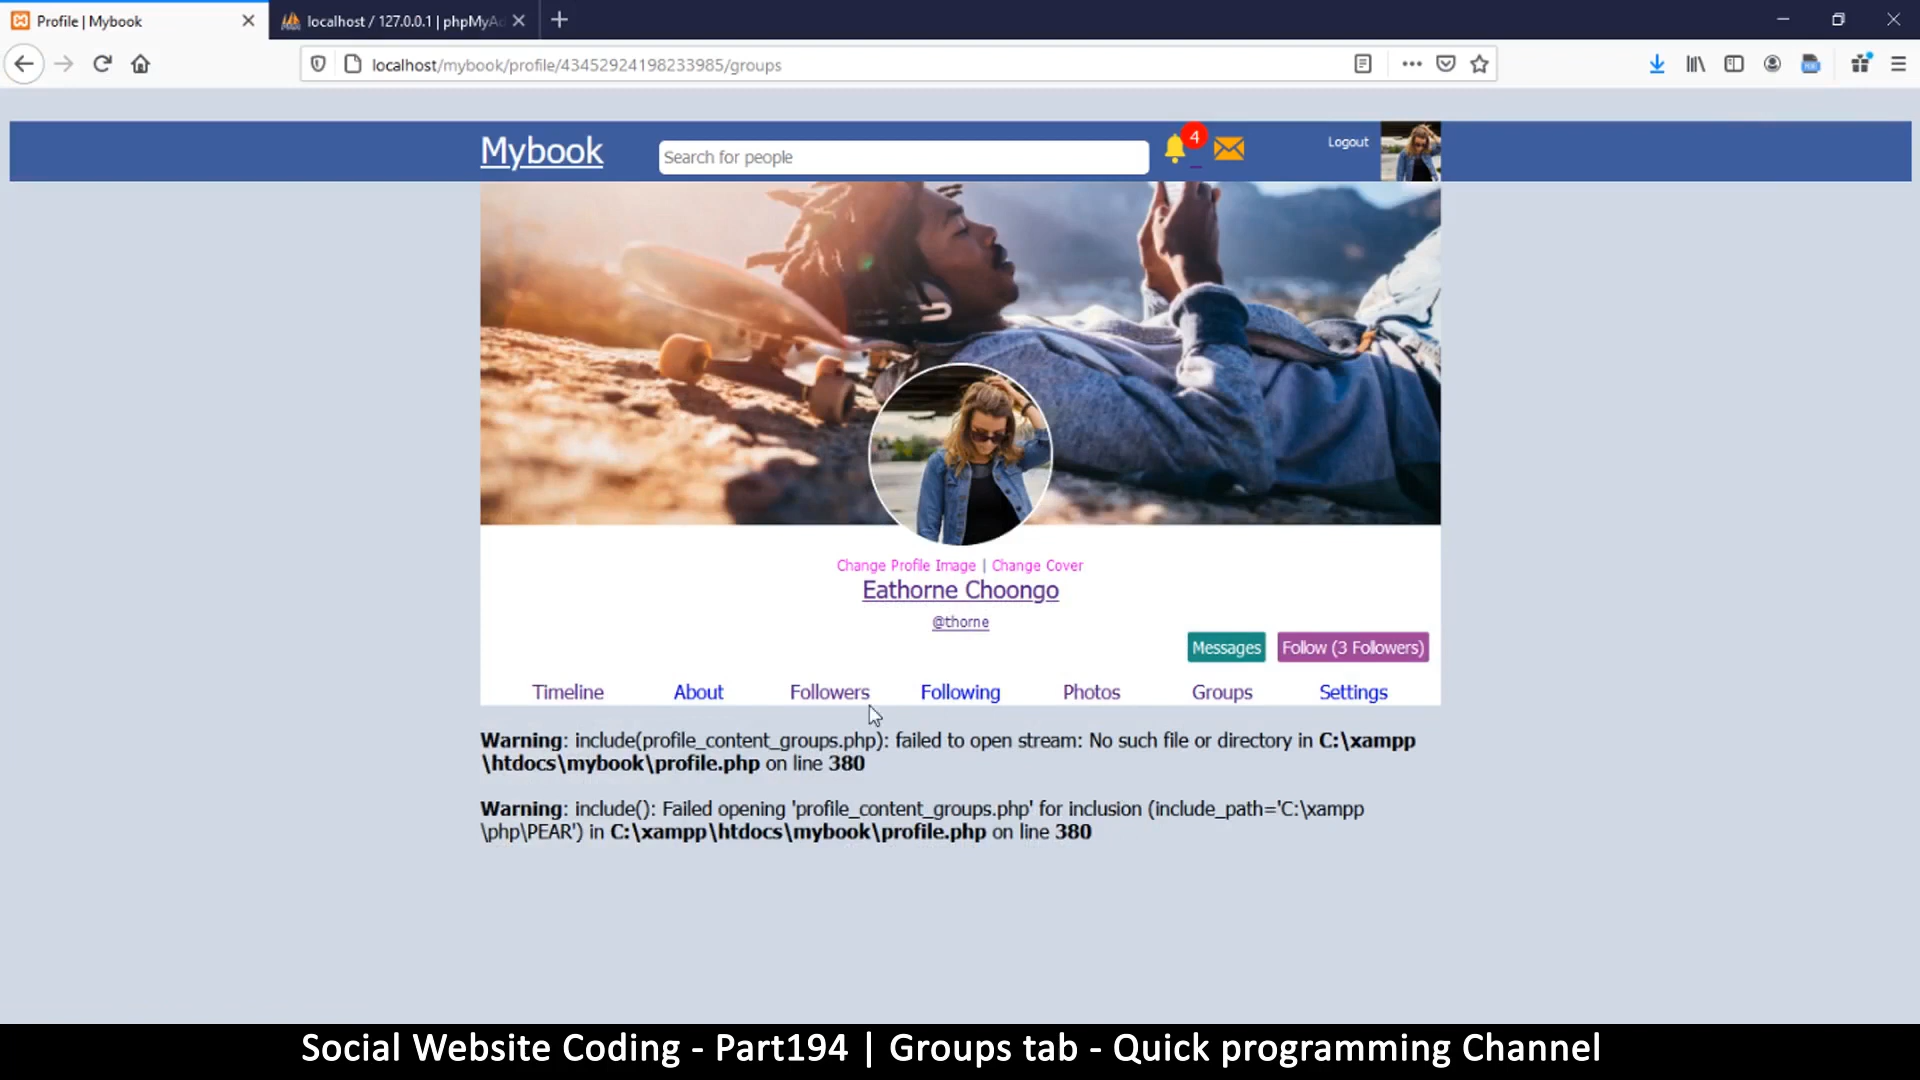 Profile | Mybook
localhost / 127.0.0.1 | phpMyAd
localhost/mybook/profile/43452924198233985/groups
Mybook
Search for people
4
Logout
Change Profile Image | Change Cover
Eathorne Choongo
@thorne
Messages
Follow (3 Followers)
Timeline
About
Followers
Following
Photos
Groups
Settings
Warning: include(profile_content_groups.php): failed to open stream: No such file or directory in C:\xampp
\htdocs\mybook\profile.php on line 380
Warning: include(): Failed opening 'profile_content_groups.php' for inclusion (include_path='C:\xampp
\php\PEAR') in C:\xampp\htdocs\mybook\profile.php on line 380
Social Website Coding - Part194 | Groups tab - Quick programming Channel